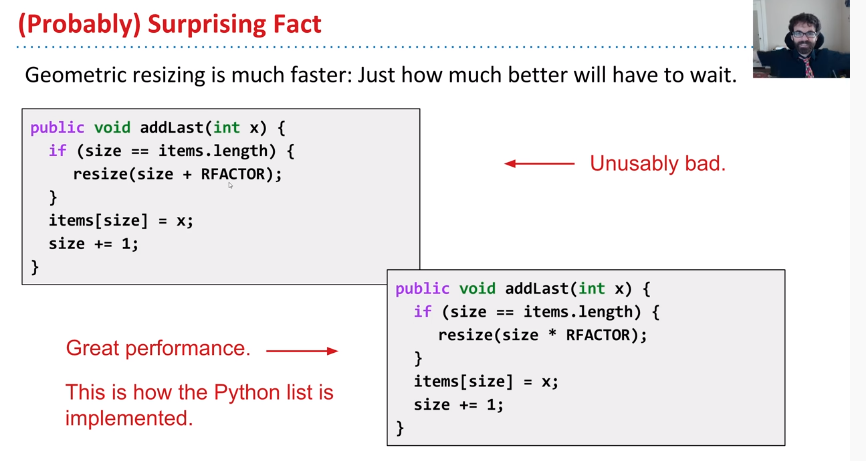 (Probably) Surprising Fact
Geometric resizing is much faster: Just how much better will have to wait.
public void addLast(int x) {
if (size == items.length) {
resize(size + RFACTOR);
}
items[size] = x;
size += 1;
}
Unusably bad.
public void addLast(int x) {
if (size == items.length) {
resize(size * RFACTOR);
}
items[size] = x;
size += 1;
}
Great performance.
This is how the Python list is
implemented.